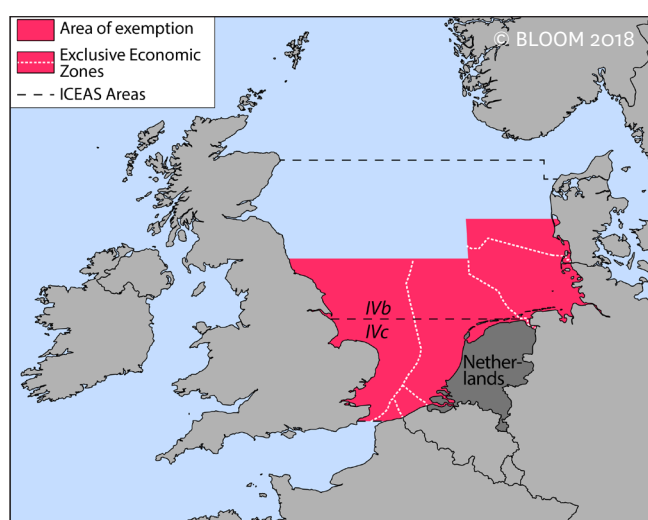 Area of exemption
Exclusive Economic
Zones
ICEAS Areas
© BLOOM 2018
IVb
IVc
Nether-
lands